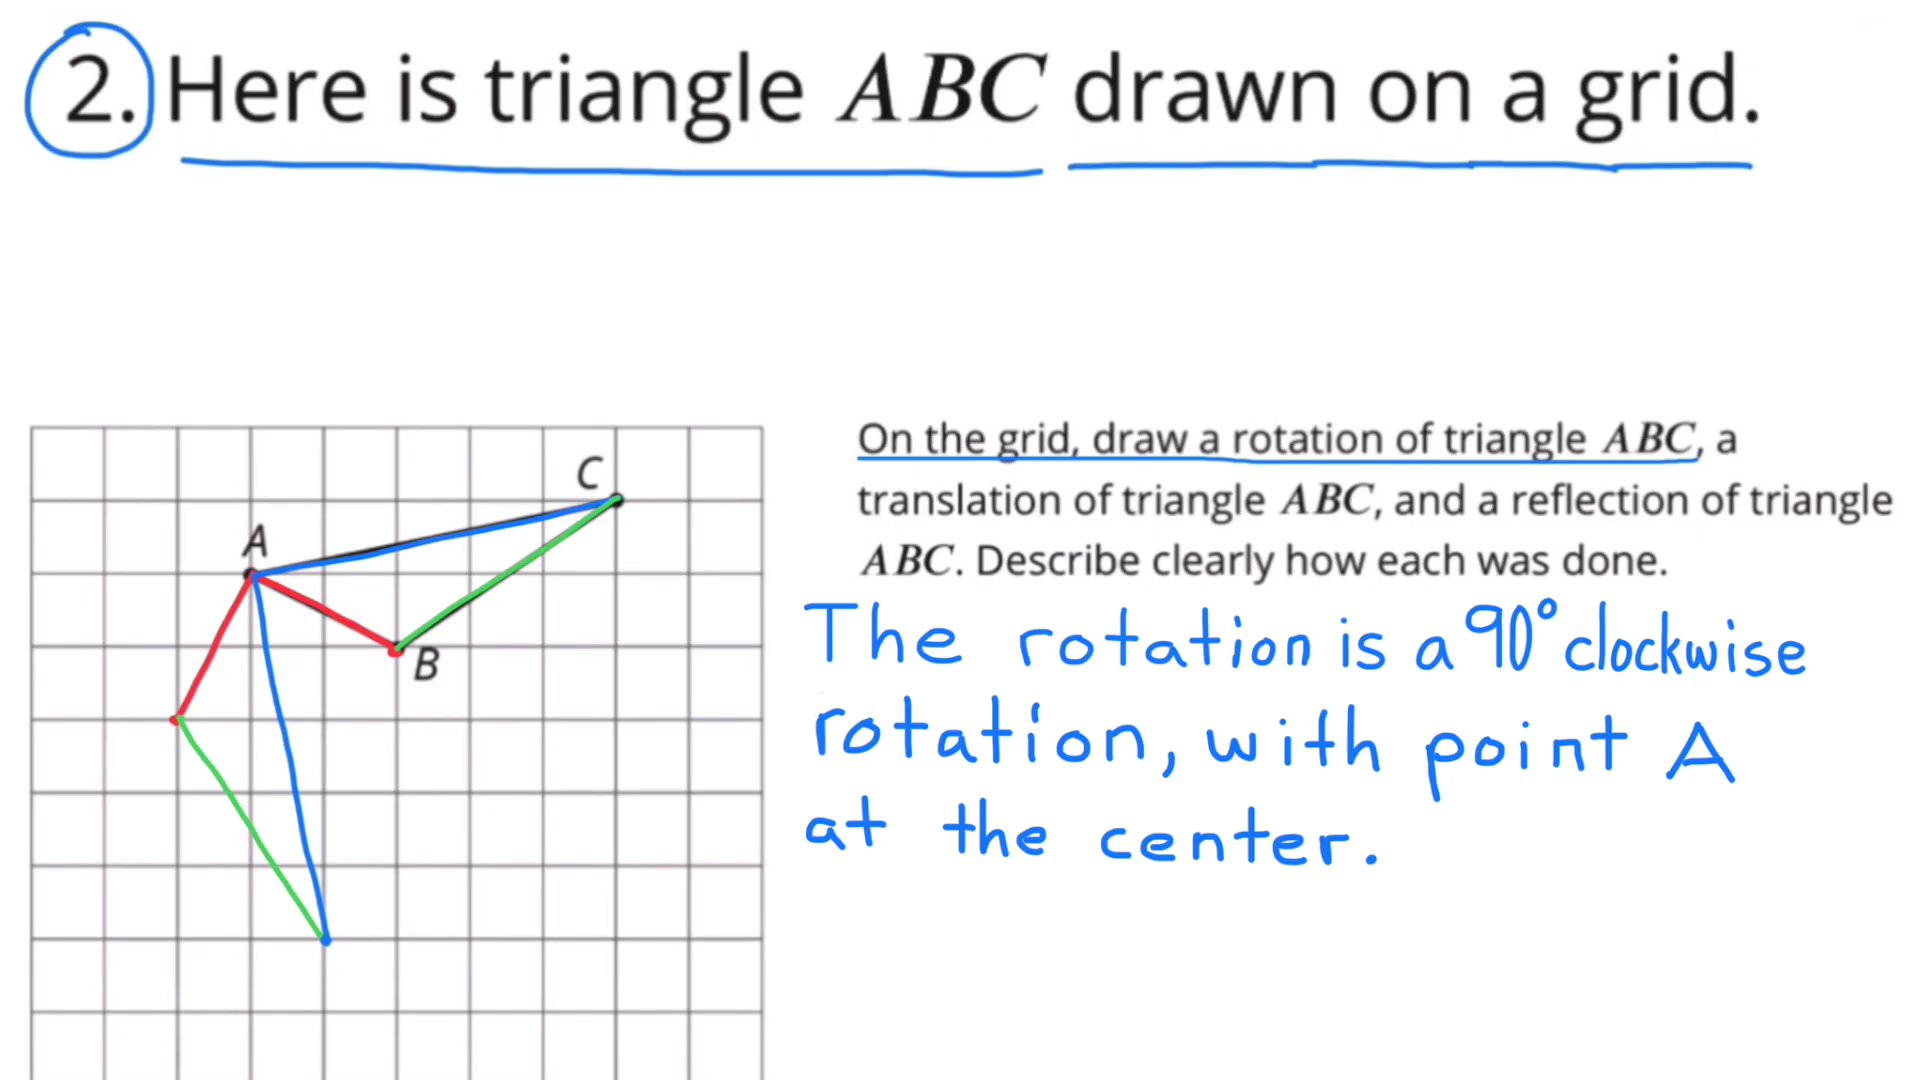 2. Here is triangle ABC drawn on a grid.
C
A
B
On the grid, draw a rotation of triangle ABC, a
translation of triangle ABC, and a reflection of triangle
ABC. Describe clearly how each was done.
The rotation is a 90° clockwise
rotation, with point A
at the center.